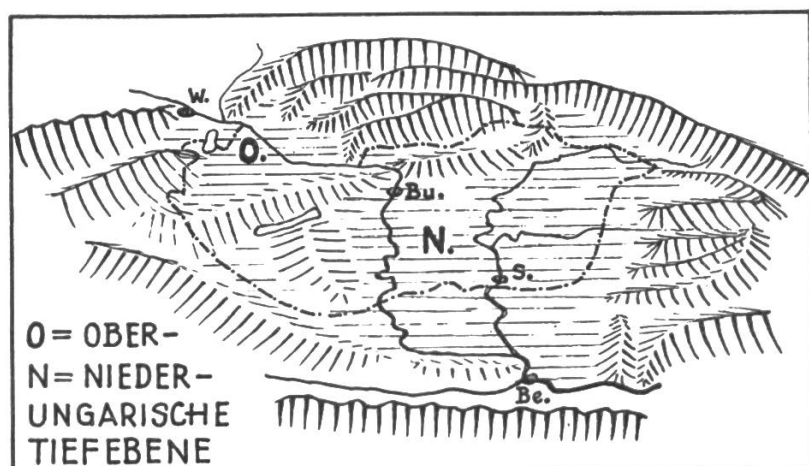 W.
O.
Bu.
N.
S.
Be.
O = OBER-
N = NIEDER-
UNGARISCHE
TIEFEBENE